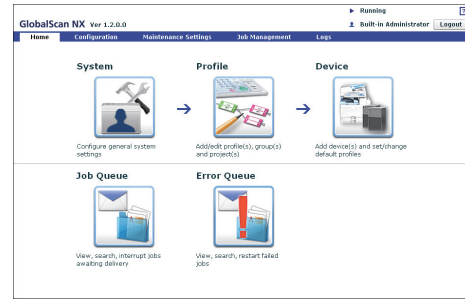 Running
?
GlobalScan NX Ver 1.2.0.0
Built-in Administrator Logout
Home Configuration Maintenance Settings Job Management Logs
System Profile Device
Configure general system settings
Add/edit profile(s), group(s) and project(s)
Add device(s) and set/change default profiles
Job Queue Error Queue
View, search, interrupt jobs awaiting delivery
View, search, restart failed jobs